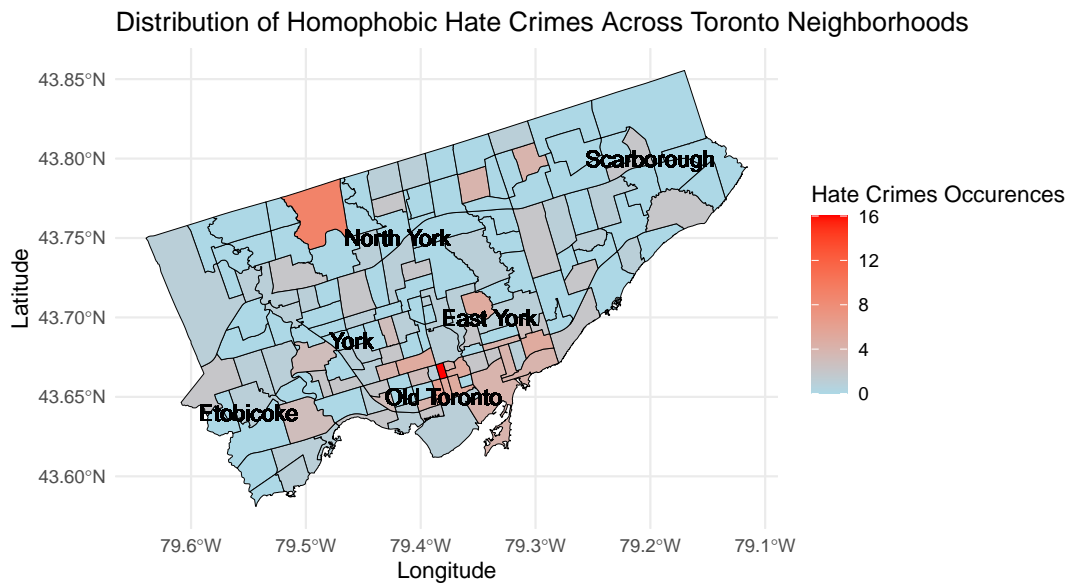 Distribution of Homophobic Hate Crimes Across Toronto Neighborhoods
43.85°N
43.80°N
43.75°N
43.70°N
43.65°N
43.60°N
Latitude
Scarborough
North York
East York
York
Old Toronto
Etobicoke
79.6°W
79.5°W
79.4°W
79.3°W
79.2°W
79.1°W
Longitude
Hate Crimes Occurences
16
12
8
4
0